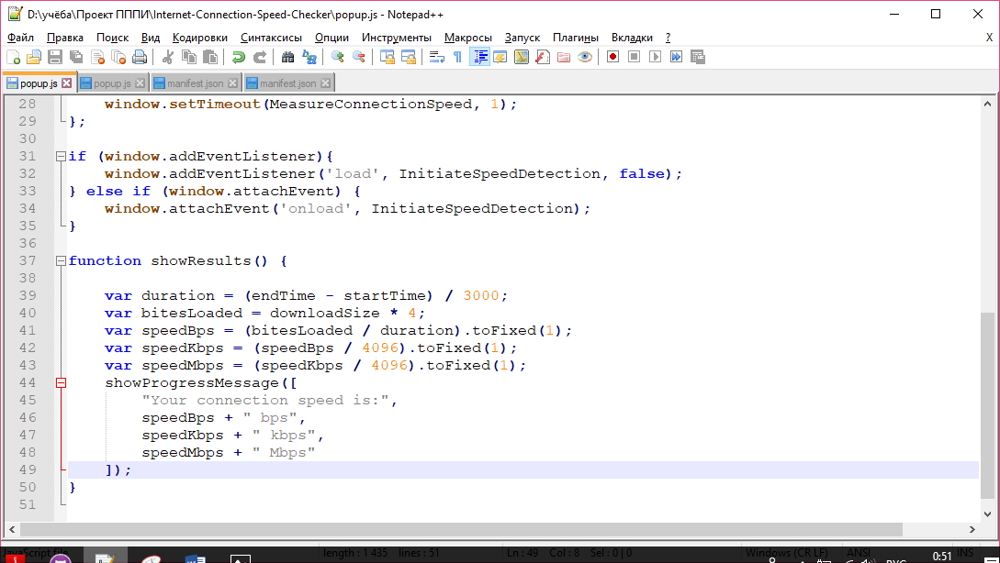 D:\учёба\Проект ПППИ\Internet-Connection-Speed-Checker\popup.js - Notepad++
Файл Правка Поиск Вид Кодировки Синтаксисы Опции Инструменты Макросы Запуск Плагины Вкладки ? X
popup.js popup.js manifest.json manifest.json
28 window.setTimeout(MeasureConnectionSpeed, 1);
29 };
30
31 if (window.addEventListener){
32 window.addEventListener('load', InitiateSpeedDetection, false);
33 } else if (window.attachEvent) {
34 window.attachEvent('onload', InitiateSpeedDetection);
35 }
36
37 function showResults() {
38
39 var duration = (endTime - startTime) / 3000;
40 var bitesLoaded = downloadSize * 4;
41 var speedBps = (bitesLoaded / duration).toFixed(1);
42 var speedKbps = (speedBps / 4096).toFixed(1);
43 var speedMbps = (speedKbps / 4096).toFixed(1);
44 showProgressMessage([
45 "Your connection speed is:",
46 speedBps + " bps",
47 speedKbps + " kbps",
48 speedMbps + " Mbps"
49 ]);
50 }
51
JavaScript file length : 1 435 lines : 51 Ln : 49 Col : 8 Sel : 0 | 0 Windows (CR LF) ANSI INS
РУС 0:51